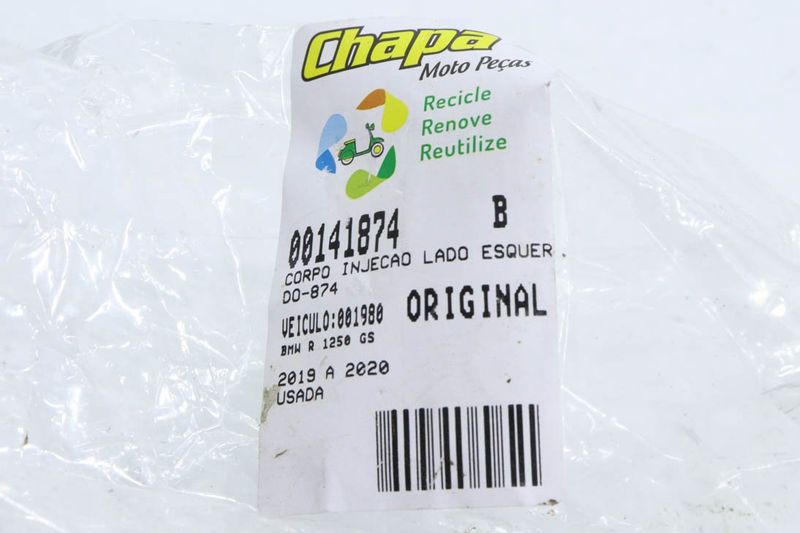 Chapa
Moto Peças
Recicle
Renove
Reutilize
00141874 B
CORPO INJECAO LADO ESQUER
DO-874
VEICULO:001980 ORIGINAL
BMW R 1250 GS
2019 A 2020
USADA